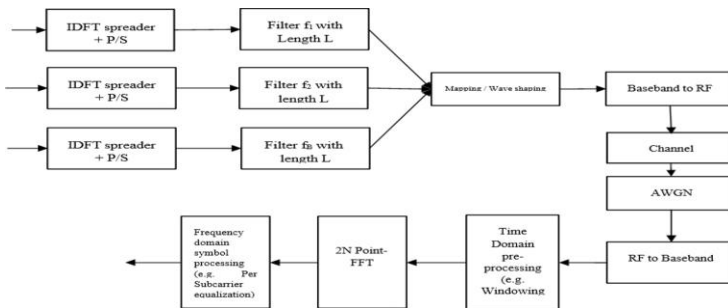 IDFT spreader
+ P/S
Filter f₁ with
Length L
IDFT spreader
+ P/S
Filter f₂ with
length L
Mapping / Wave shaping
Baseband to RF
IDFT spreader
+ P/S
Filter fB with
length L
Channel
AWGN
Frequency
domain
symbol
processing
(e.g. Per
Subcarrier
equalization)
2N Point-
FFT
Time
Domain
pre-
processing
(e.g.
Windowing
RF to Baseband